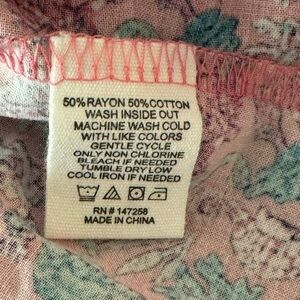 50% RAYON 50% COTTON
WASH INSIDE OUT
MACHINE WASH COLD
WITH LIKE COLORS
GENTLE CYCLE
ONLY NON CHLORINE
BLEACH IF NEEDED
TUMBLE DRY LOW
COOL IRON IF NEEDED
RN # 147258
MADE IN CHINA